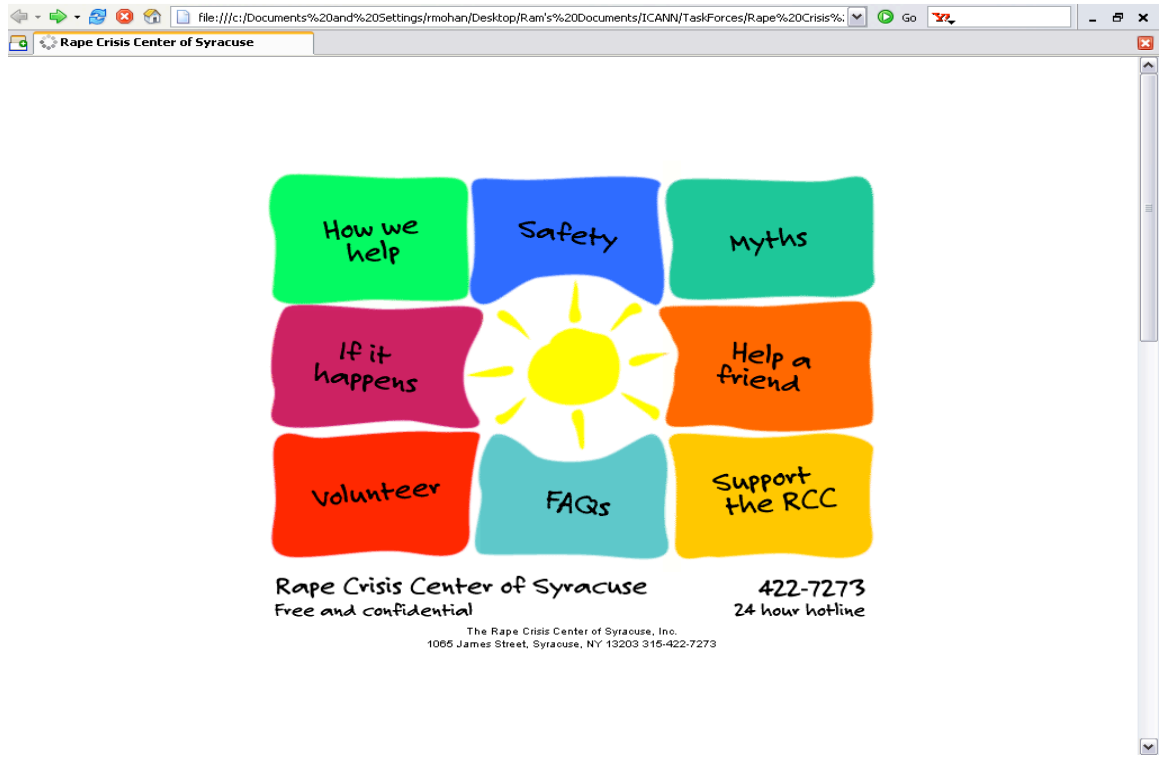 file:///c:/Documents%20and%20Settings/rmohan/Desktop/Ram's%20Documents/ICANN/TaskForces/Rape%20Crisis%
Go
Rape Crisis Center of Syracuse
How we
help
Safety
Myths
If it
happens
Help a
friend
Volunteer
FAQs
Support
the RCC
Rape Crisis Center of Syracuse
422-7273
Free and confidential
24 hour hotline
The Rape Crisis Center of Syracuse, Inc.
1065 James Street, Syracuse, NY 13203 315-422-7273